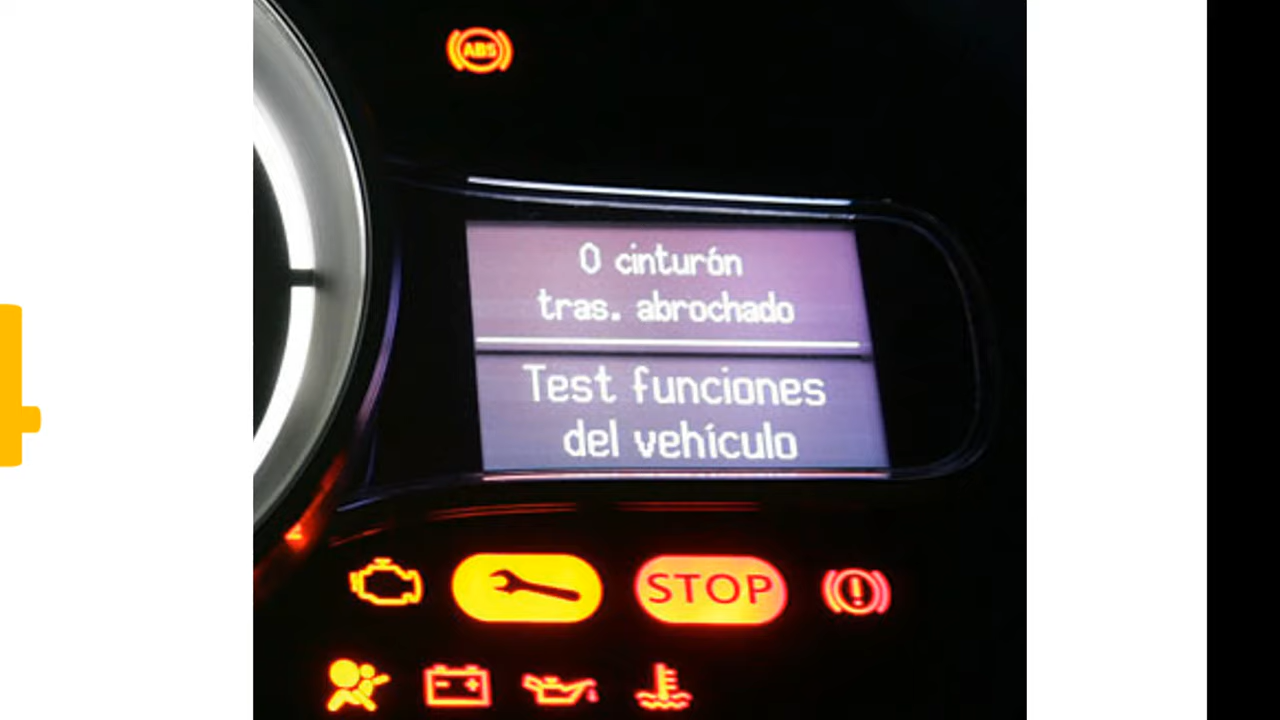 ABS
0 cinturón
tras. abrochado
Test funciones
del vehículo
STOP